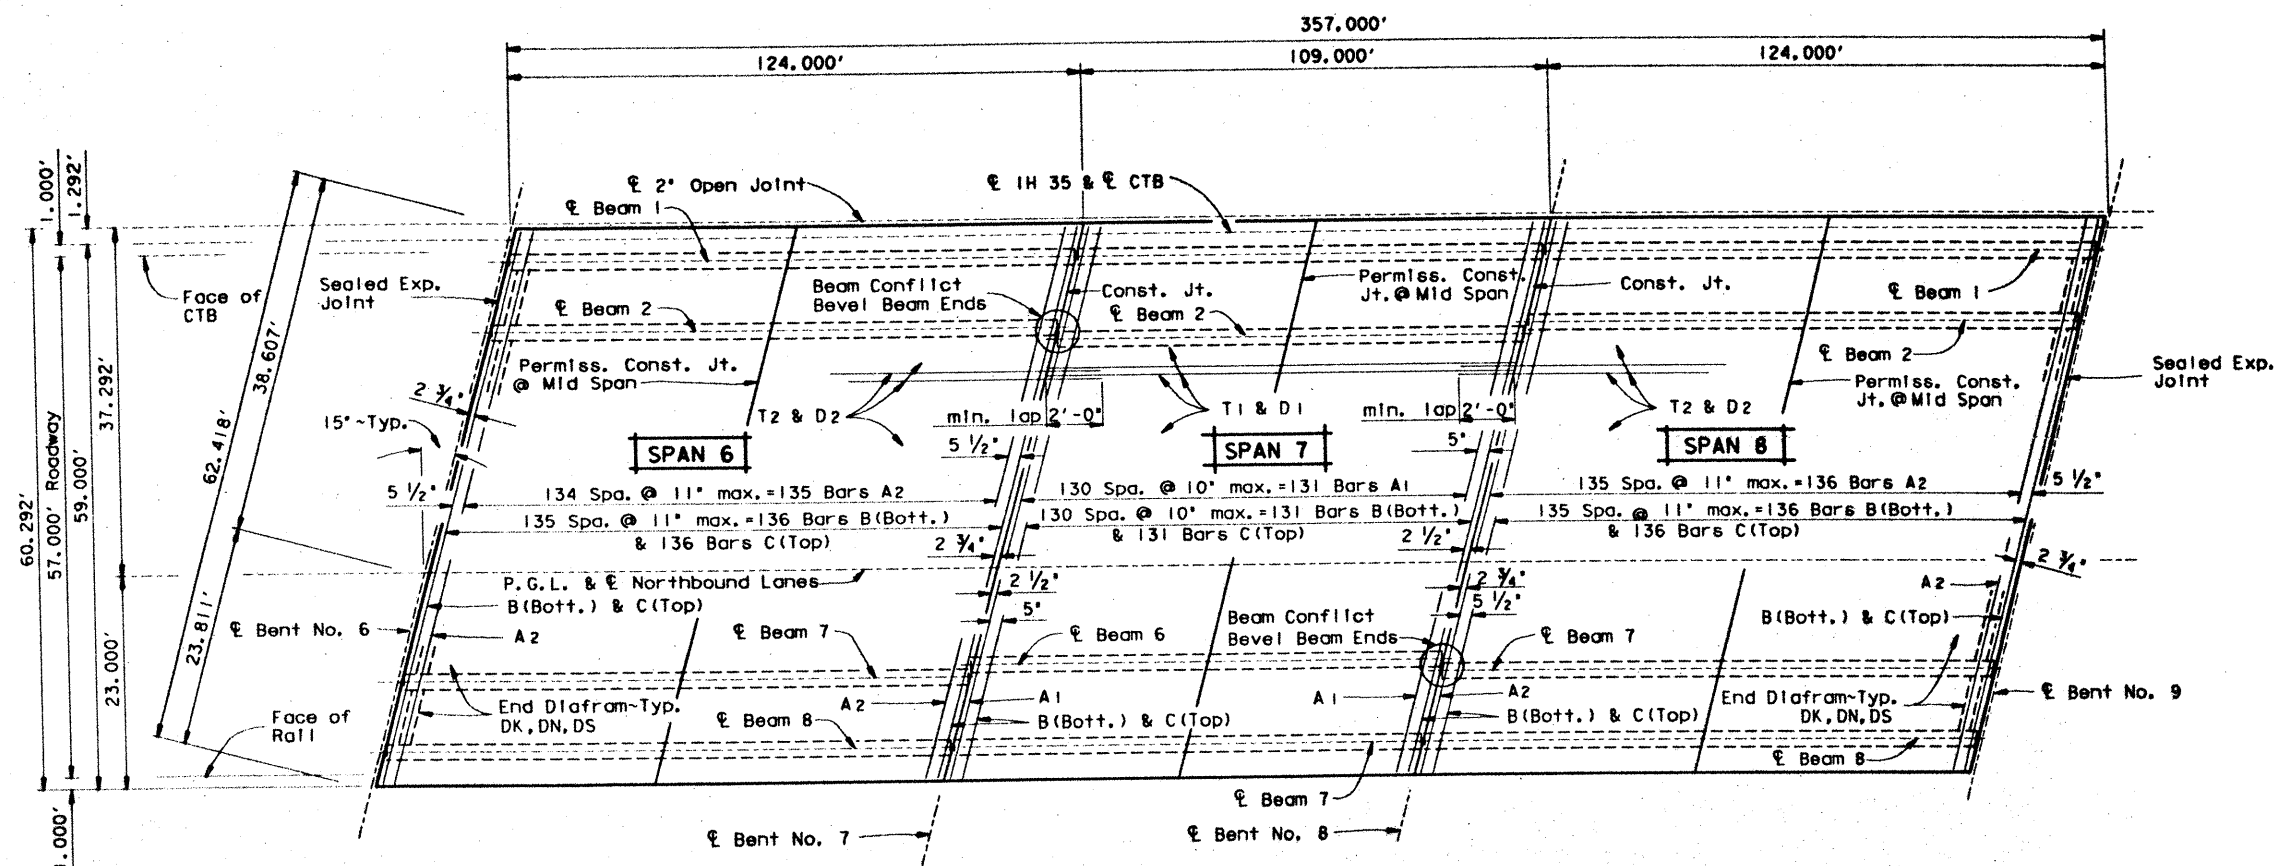 357.000'
124.000'
109.000'
124.000'
1.000'
1.292'
℄ 2" Open Joint
℄ IH 35 & ℄ CTB
℄ Beam 1
Face of
CTB
Sealed Exp.
Joint
℄ Beam 2
Beam Conflict
Bevel Beam Ends
Const. Jt.
℄ Beam 2
Permiss. Const.
Jt. @ Mid Span
Const. Jt.
℄ Beam 1
38.607'
62.418'
37.292'
60.292'
57.000' Roadway
59.000'
Permiss. Const. Jt.
@ Mid Span
℄ Beam 2
Permiss. Const.
Jt. @ Mid Span
Sealed Exp.
Joint
2 3/4"
15°~Typ.
T2 & D2
min. lap 2'-0"
T1 & D1
min. lap 2'-0"
T2 & D2
5 1/2"
5"
SPAN 6
SPAN 7
SPAN 8
5 1/2"
134 Spa. @ 11" max.=135 Bars A2
130 Spa. @ 10" max.=131 Bars A1
135 Spa. @ 11" max.=136 Bars A2
5 1/2"
135 Spa. @ 11" max.=136 Bars B(Bott.)
& 136 Bars C(Top)
130 Spa. @ 10" max.=131 Bars B(Bott.)
& 131 Bars C(Top)
135 Spa. @ 11" max.=136 Bars B(Bott.)
& 136 Bars C(Top)
2 3/4"
2 1/2"
2 3/4"
P.G.L. & ℄ Northbound Lanes
2 1/2"
5"
2 3/4"
5 1/2"
A2
B(Bott.) & C(Top)
A2
℄ Bent No. 6
23.811'
23.000'
℄ Beam 7
℄ Beam 6
Beam Conflict
Bevel Beam Ends
℄ Beam 7
B(Bott.) & C(Top)
End Diafram~Typ.
DK,DN,DS
A2
A1
A1
A2
End Diafram~Typ.
DK,DN,DS
℄ Bent No. 9
Face of
Rail
℄ Beam 8
B(Bott.) & C(Top)
B(Bott.) & C(Top)
℄ Beam 8
℄ Beam 7
℄ Bent No. 7
℄ Bent No. 8